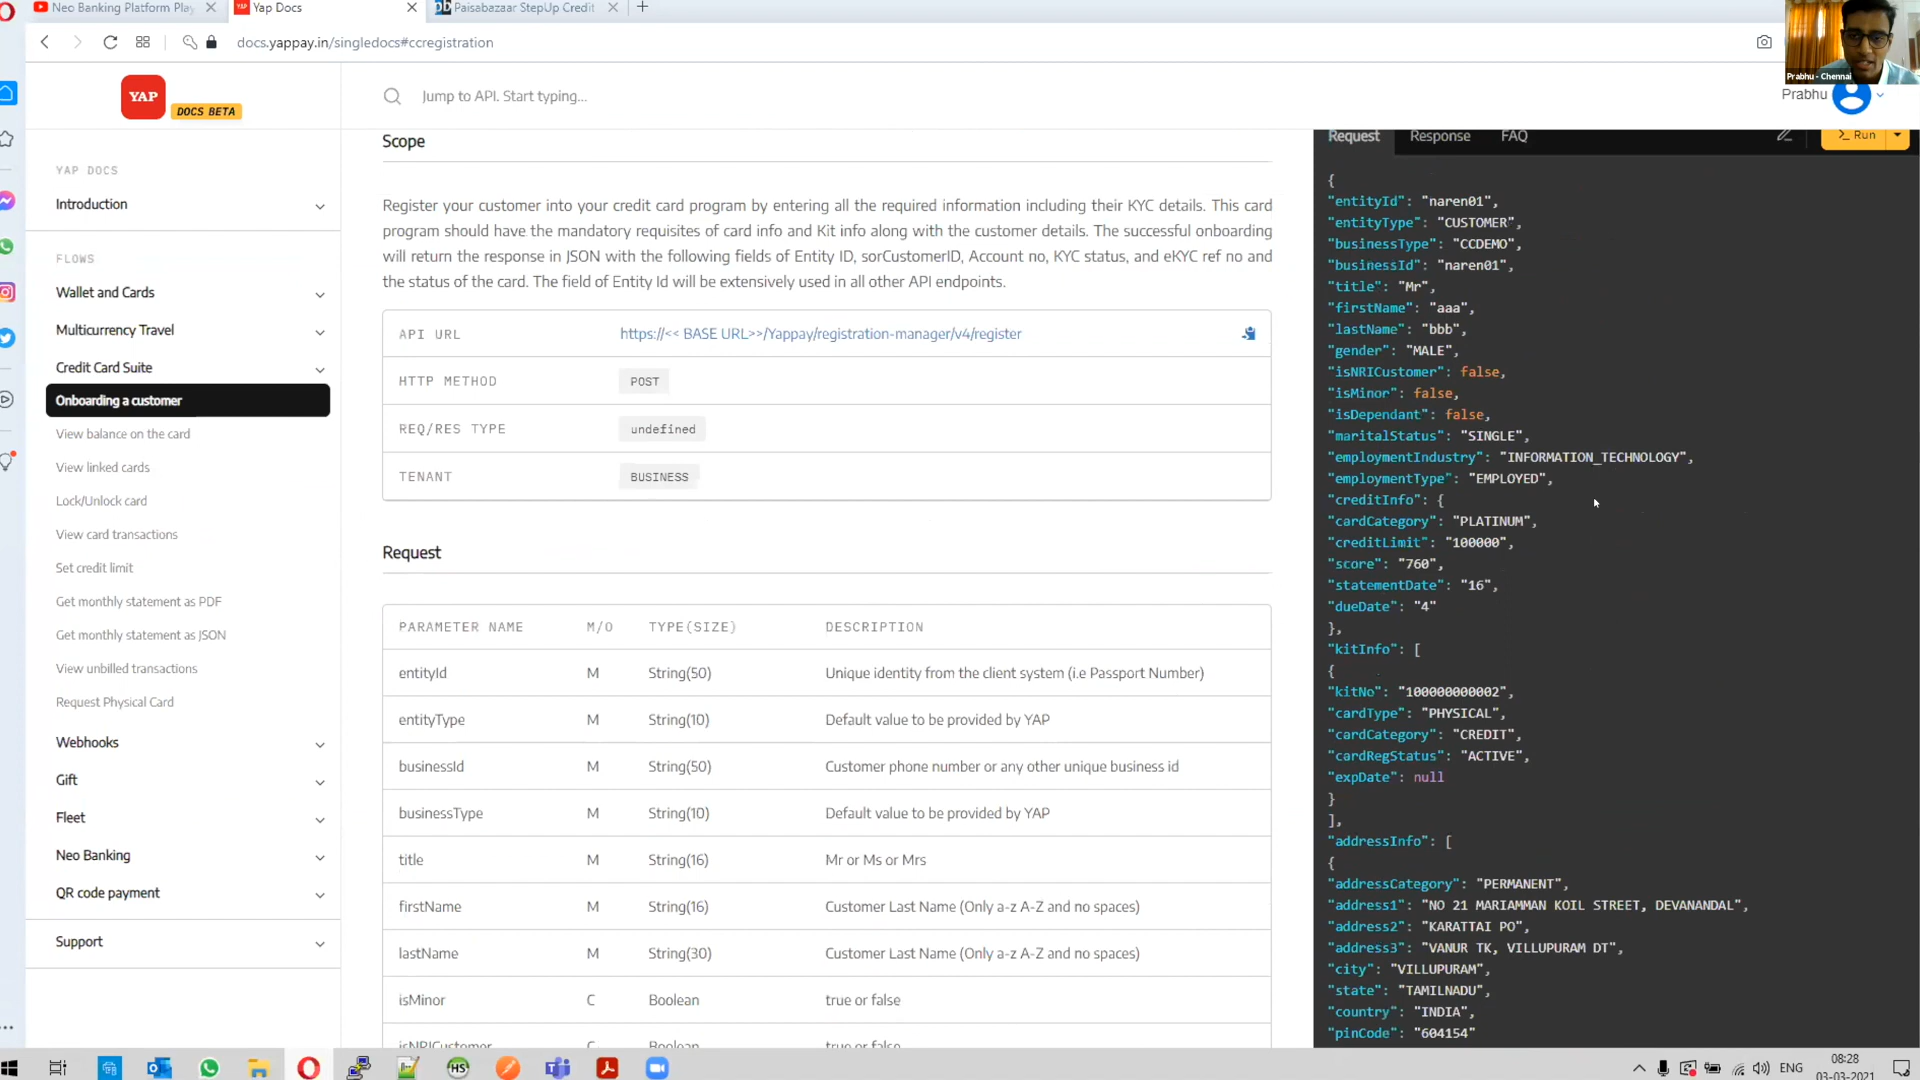 Neo Banking Platform Play
Yap Docs
Paisabazaar StepUp Credit
docs.yappay.in/singledocs#ccregistration
Prabhu - Chennai
Prabhu
YAP
DOCS BETA
Jump to API. Start typing...
YAP DOCS
Introduction
FLOWS
Wallet and Cards
Multicurrency Travel
Credit Card Suite
Onboarding a customer
View balance on the card
View linked cards
Lock/Unlock card
View card transactions
Set credit limit
Get monthly statement as PDF
Get monthly statement as JSON
View unbilled transactions
Request Physical Card
Webhooks
Gift
Fleet
Neo Banking
QR code payment
Support
Scope
Register your customer into your credit card program by entering all the required information including their KYC details. This card
program should have the mandatory requisites of card info and Kit info along with the customer details. The successful onboarding
will return the response in JSON with the following fields of Entity ID, sorCustomerID, Account no, KYC status, and eKYC ref no and
the status of the card. The field of Entity Id will be extensively used in all other API endpoints.
API URL https://<< BASE URL>>/Yappay/registration-manager/v4/register
HTTP METHOD POST
REQ/RES TYPE undefined
TENANT BUSINESS
Request
PARAMETER NAME M/O TYPE(SIZE) DESCRIPTION
entityId M String(50) Unique identity from the client system (i.e Passport Number)
entityType M String(10) Default value to be provided by YAP
businessId M String(50) Customer phone number or any other unique business id
businessType M String(10) Default value to be provided by YAP
title M String(16) Mr or Ms or Mrs
firstName M String(16) Customer Last Name (Only a-z A-Z and no spaces)
lastName M String(30) Customer Last Name (Only a-z A-Z and no spaces)
isMinor C Boolean true or false
isNRICustomer C Boolean true or false
Request Response FAQ
>_ Run
{
"entityId": "naren01",
"entityType": "CUSTOMER",
"businessType": "CCDEMO",
"businessId": "naren01",
"title": "Mr",
"firstName": "aaa",
"lastName": "bbb",
"gender": "MALE",
"isNRICustomer": false,
"isMinor": false,
"isDependant": false,
"maritalStatus": "SINGLE",
"employmentIndustry": "INFORMATION_TECHNOLOGY",
"employmentType": "EMPLOYED",
"creditInfo": {
"cardCategory": "PLATINUM",
"creditLimit": "100000",
"score": "760",
"statementDate": "16",
"dueDate": "4"
},
"kitInfo": [
{
"kitNo": "100000000002",
"cardType": "PHYSICAL",
"cardCategory": "CREDIT",
"cardRegStatus": "ACTIVE",
"expDate": null
}
],
"addressInfo": [
{
"addressCategory": "PERMANENT",
"address1": "NO 21 MARIAMMAN KOIL STREET, DEVANANDAL",
"address2": "KARATTAI PO",
"address3": "VANUR TK, VILLUPURAM DT",
"city": "VILLUPURAM",
"state": "TAMILNADU",
"country": "INDIA",
"pinCode": "604154"
HS
ENG
08:28
03-03-2021